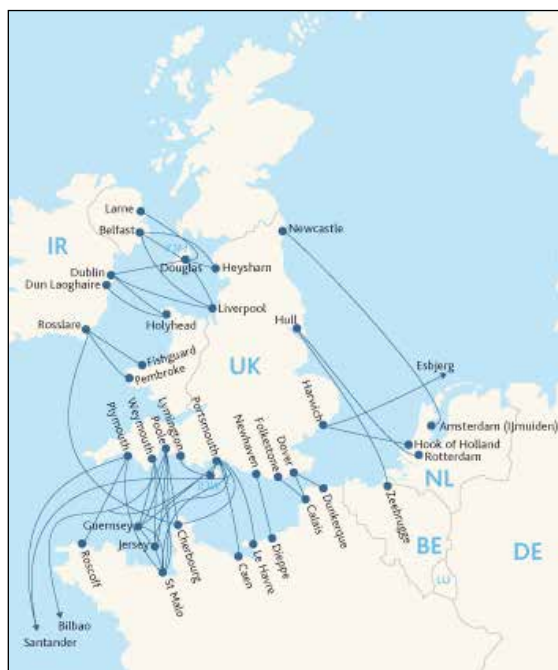 Larne
Belfast
IR
Newcastle
Douglas
Heysham
Dublin
Dun Laoghaire
Liverpool
Rosslare
Holyhead
Hull
UK
Fishguard
Pembroke
Esbjerg
Plymouth
Weymouth
Poole
Lymington
Portsmouth
Newhaven
Folkestone
Dover
Harwich
Amsterdam (IJmuiden)
Hook of Holland
Rotterdam
NL
Guernsey
Jersey
Roscoff
St Malo
Cherbourg
Caen
Le Havre
Dieppe
Calais
Dunkerque
Zeebrugge
BE
DE
LU
Bilbao
Santander